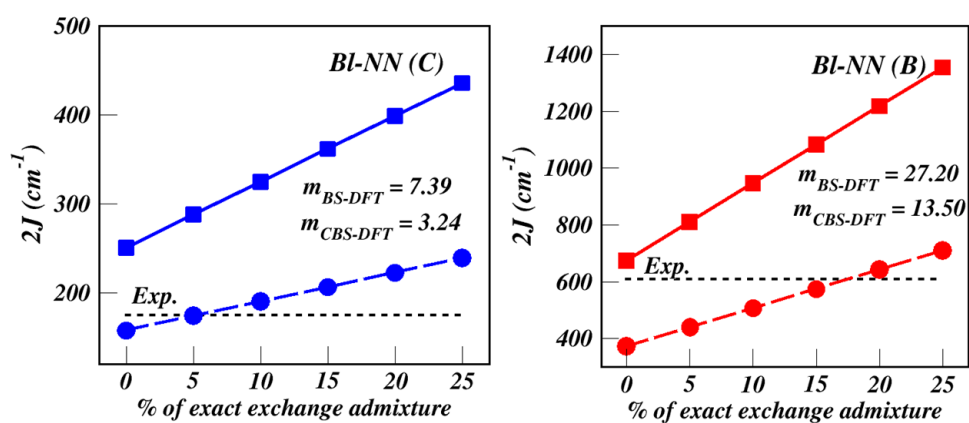 500
400
300
200
2J (cm^-1)
Bl-NN (C)
m_BS-DFT = 7.39
m_CBS-DFT = 3.24
Exp.
0 5 10 15 20 25
% of exact exchange admixture
1400
1200
1000
800
600
400
2J (cm^-1)
Bl-NN (B)
m_BS-DFT = 27.20
m_CBS-DFT = 13.50
Exp.
0 5 10 15 20 25
% of exact exchange admixture